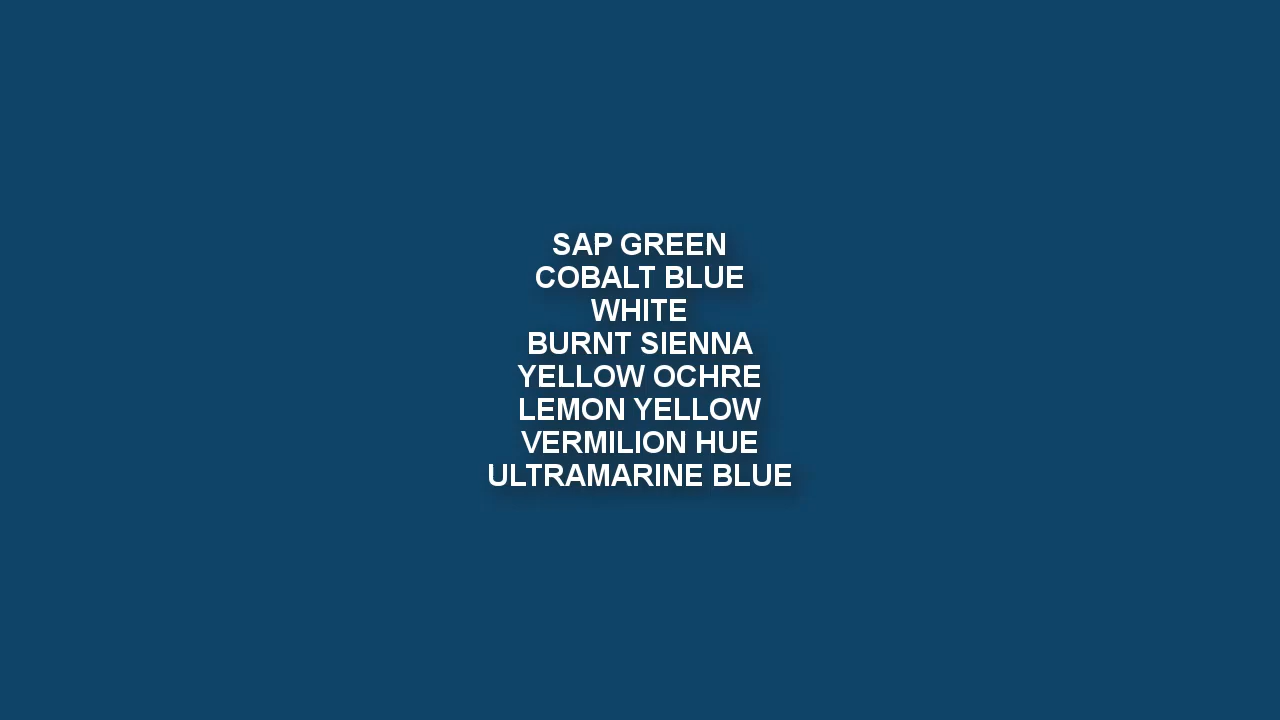 SAP GREEN
COBALT BLUE
WHITE
BURNT SIENNA
YELLOW OCHRE
LEMON YELLOW
VERMILION HUE
ULTRAMARINE BLUE